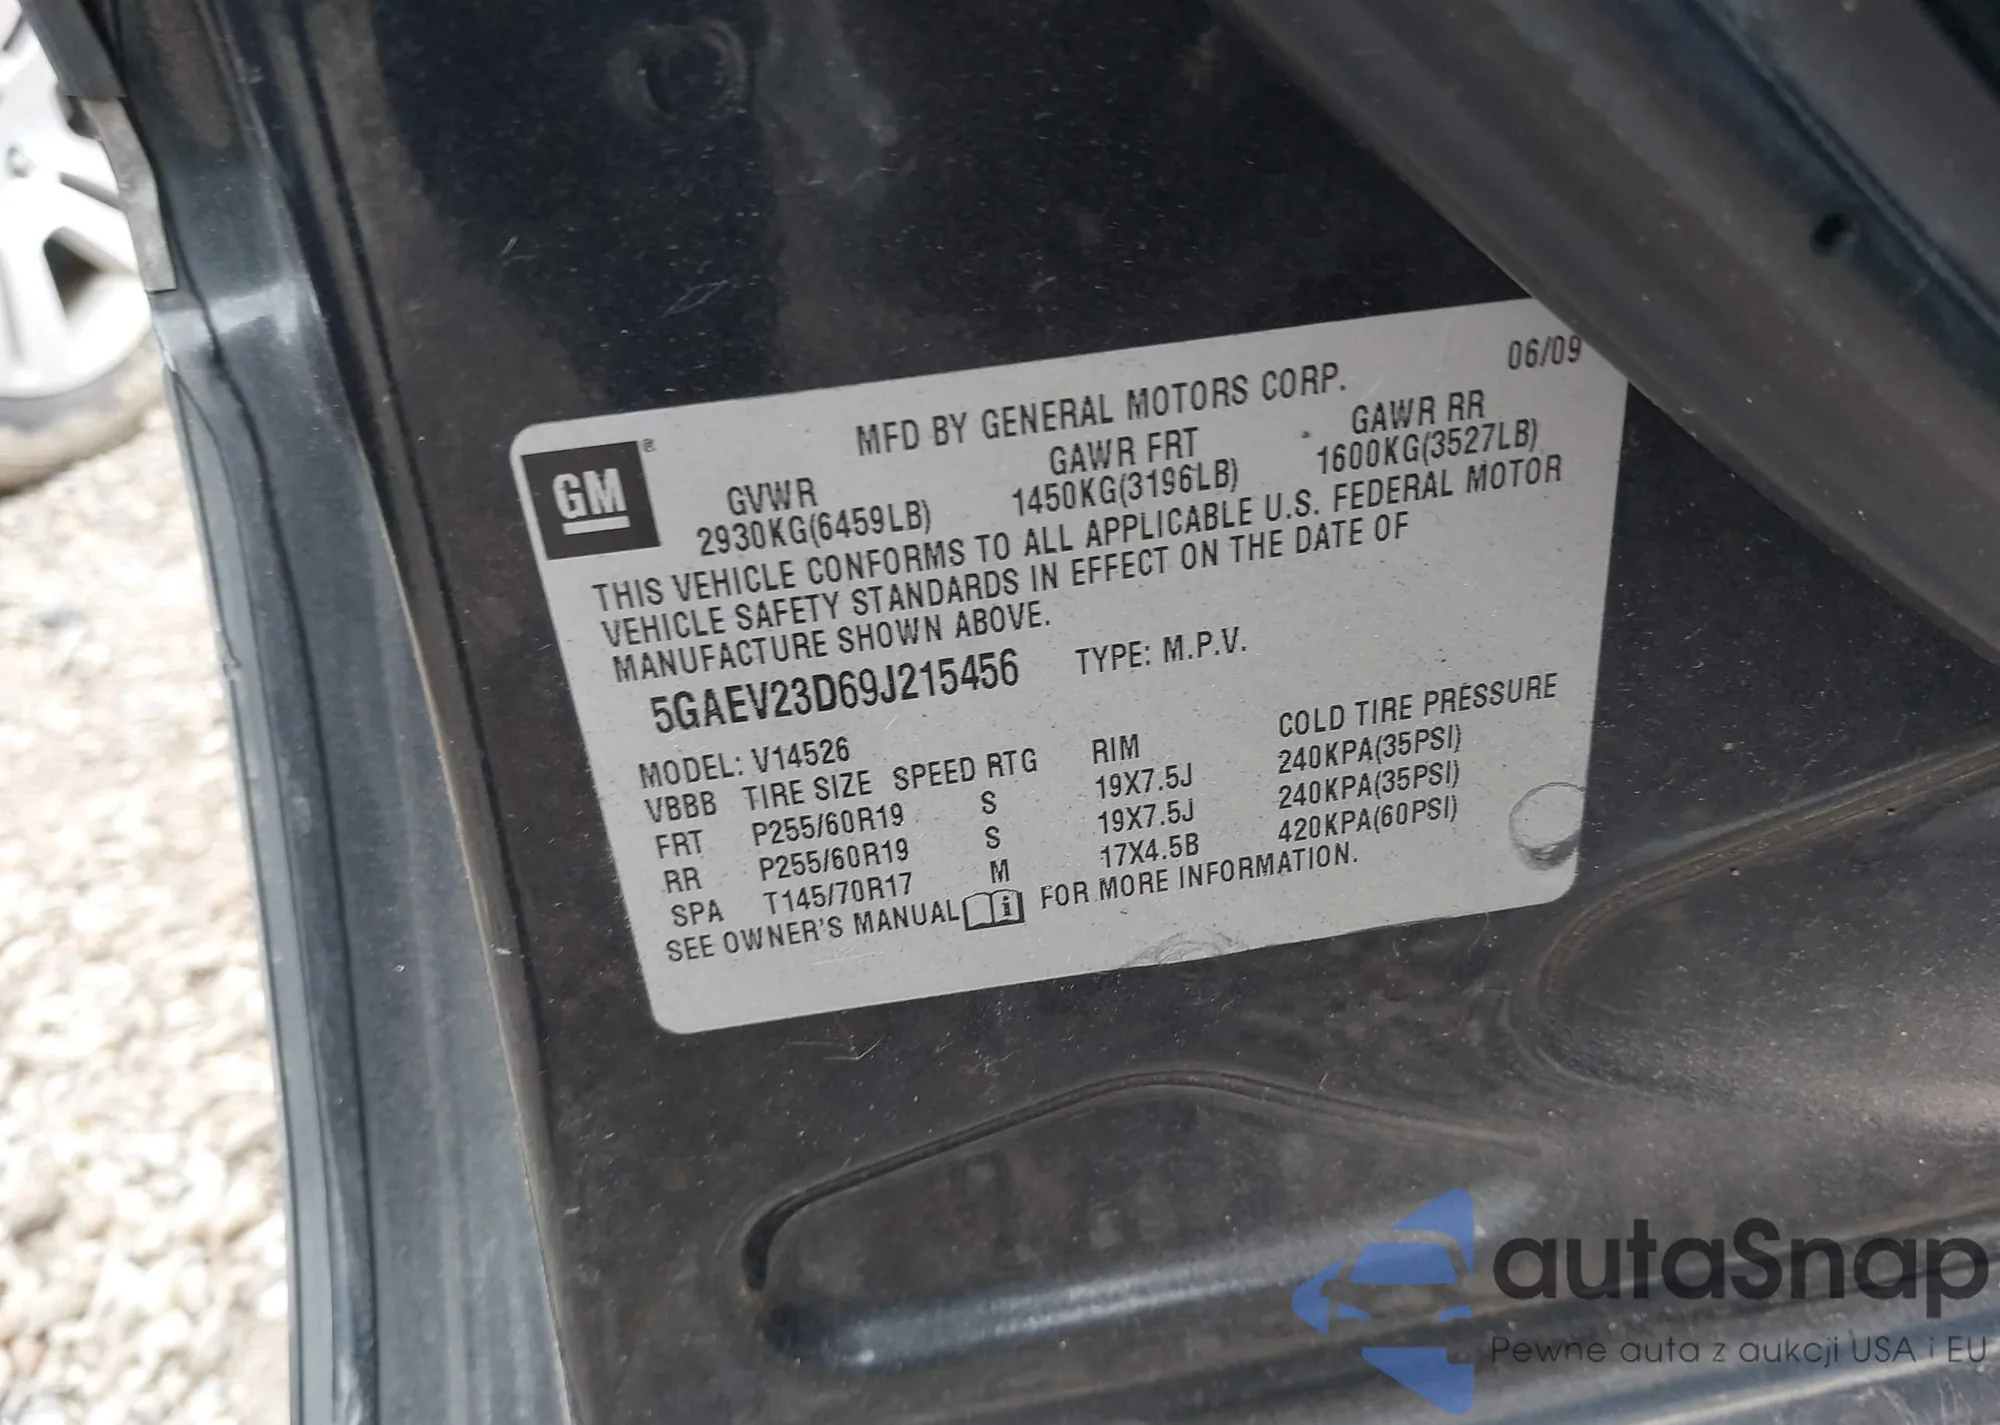 MFD BY GENERAL MOTORS CORP. 06/09
GM ®
GVWR GAWR FRT GAWR RR
2930KG(6459LB) 1450KG(3196LB) 1600KG(3527LB)
THIS VEHICLE CONFORMS TO ALL APPLICABLE U.S. FEDERAL MOTOR
VEHICLE SAFETY STANDARDS IN EFFECT ON THE DATE OF
MANUFACTURE SHOWN ABOVE.
5GAEV23D69J215456 TYPE: M.P.V.
MODEL: V14526
VBBB TIRE SIZE SPEED RTG RIM COLD TIRE PRESSURE
FRT P255/60R19 S 19X7.5J 240KPA(35PSI)
RR P255/60R19 S 19X7.5J 240KPA(35PSI)
SPA T145/70R17 M 17X4.5B 420KPA(60PSI)
SEE OWNER'S MANUAL i FOR MORE INFORMATION.
autaSnap
Pewne auta z aukcji USA i EU